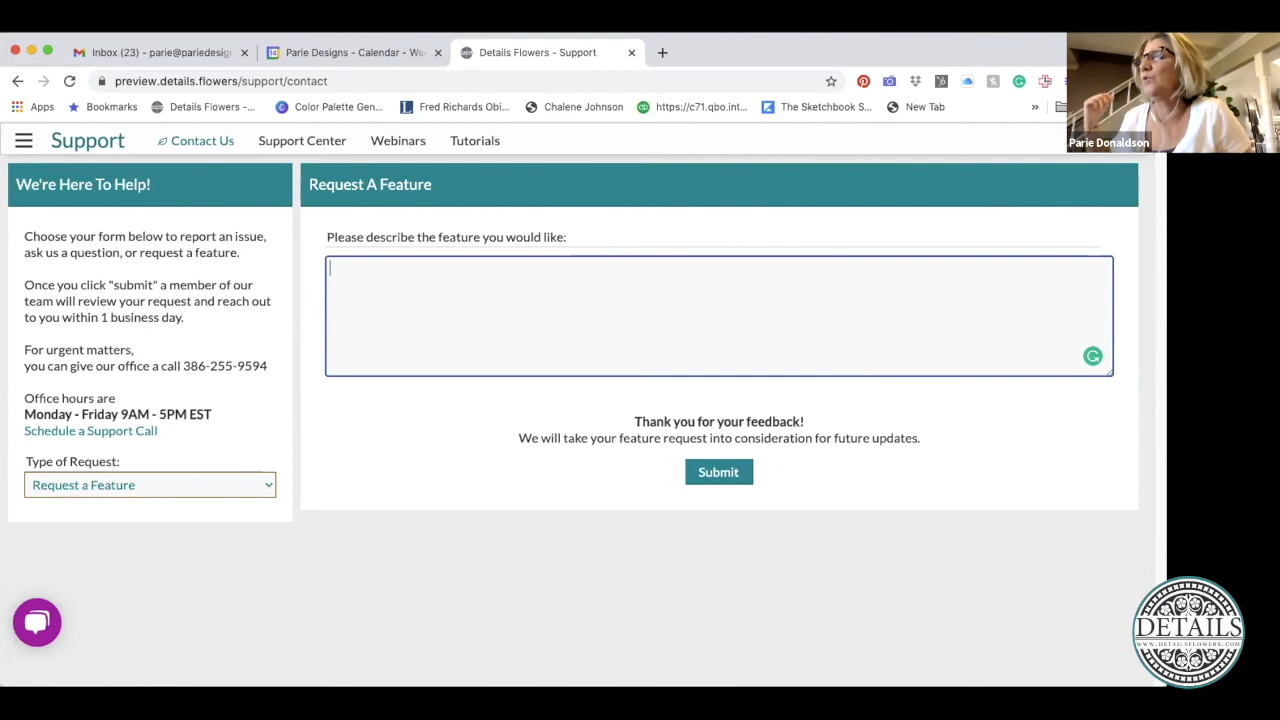 Inbox (23) - parie@pariedesig
Parie Designs - Calendar - We
Details Flowers - Support
preview.details.flowers/support/contact
Apps
Bookmarks
Details Flowers -...
Color Palette Gen...
Fred Richards Obi...
Chalene Johnson
https://c71.qbo.int...
The Sketchbook S...
New Tab
Parie Donaldson
Support
Contact Us
Support Center
Webinars
Tutorials
We're Here To Help!
Choose your form below to report an issue,
ask us a question, or request a feature.
Once you click "submit" a member of our
team will review your request and reach out
to you within 1 business day.
For urgent matters,
you can give our office a call 386-255-9594
Office hours are
Monday - Friday 9AM - 5PM EST
Schedule a Support Call
Type of Request:
Request a Feature
Request A Feature
Please describe the feature you would like:
Thank you for your feedback!
We will take your feature request into consideration for future updates.
Submit
DETAILS
WWW.DETAILSFLOWERS.COM